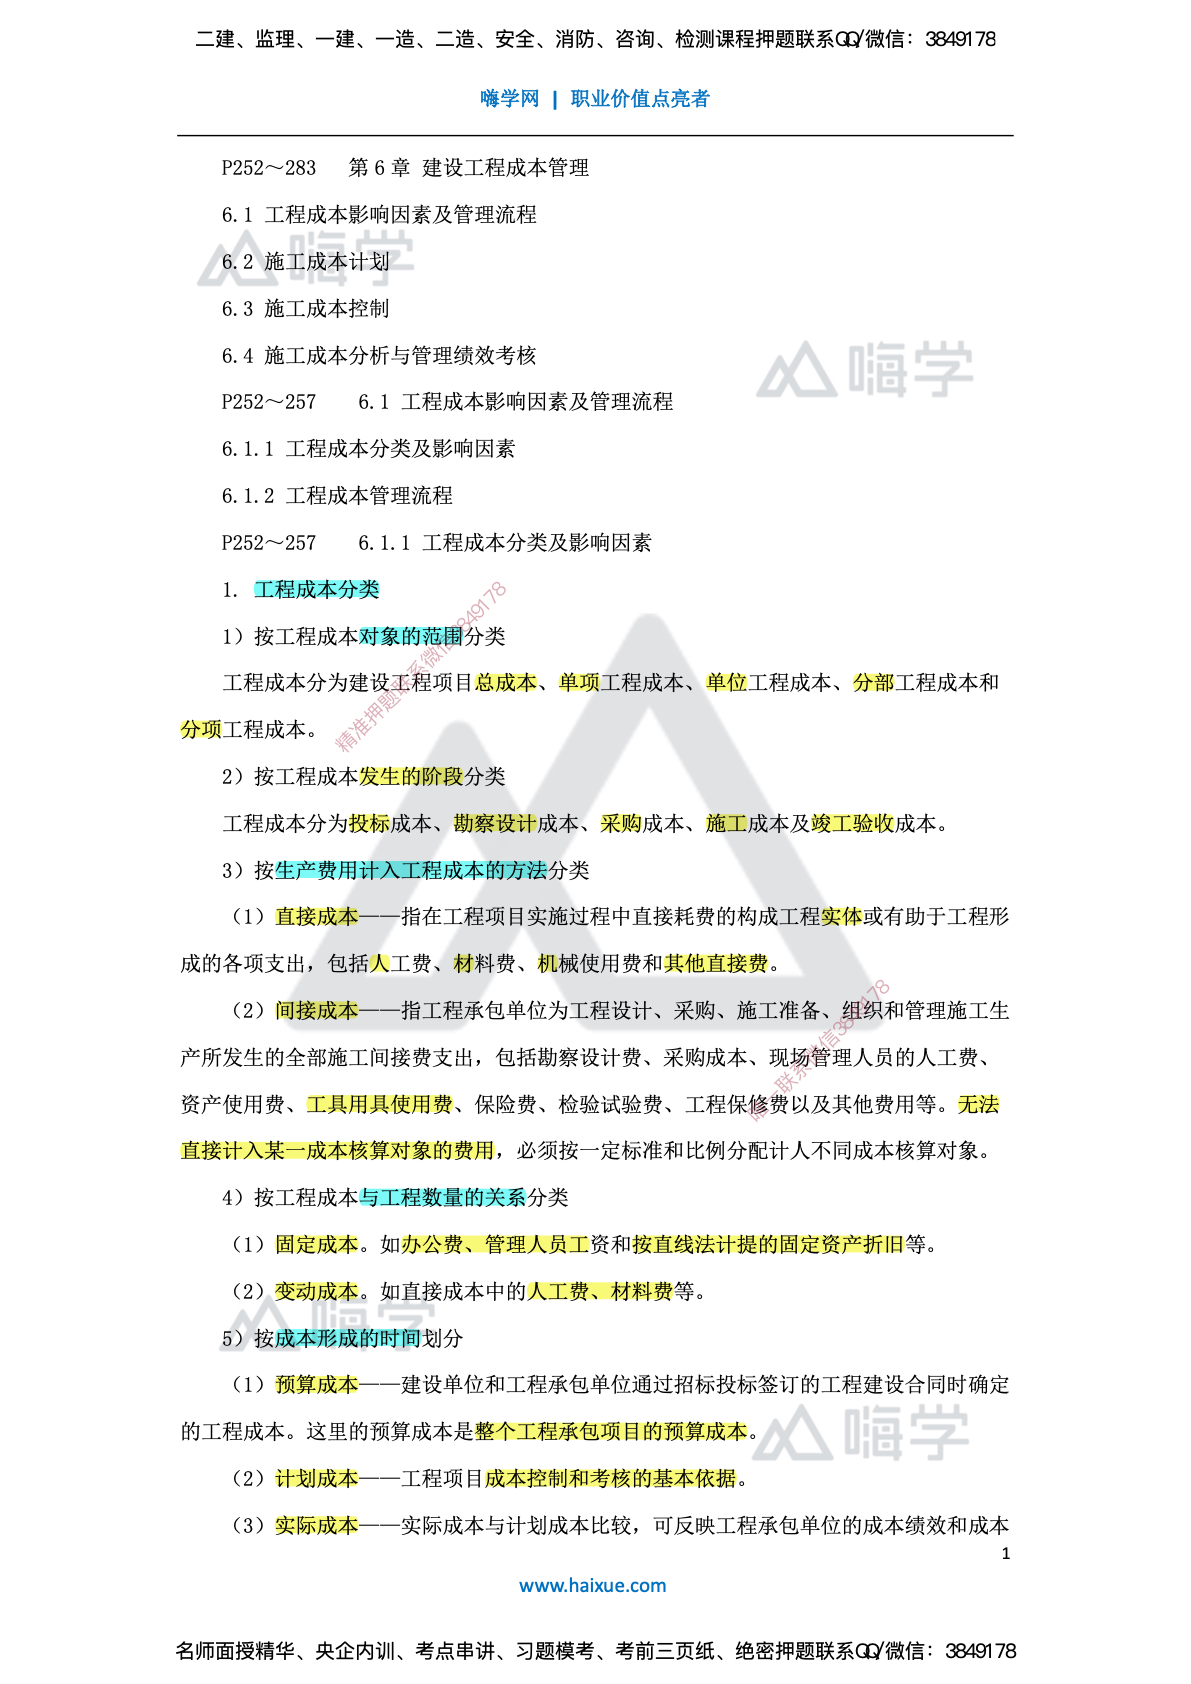 二建、监理、一建、一造、二造、安全、消防、咨询、检测课程押题联系QQ/微信：3849178
嗨学网 | 职业价值点亮者
P252～283 第 6 章 建设工程成本管理
6.1 工程成本影响因素及管理流程
嗨学
6.2 施工成本计划
6.3 施工成本控制
6.4 施工成本分析与管理绩效考核
嗨学
P252～257 6.1 工程成本影响因素及管理流程
6.1.1 工程成本分类及影响因素
6.1.2 工程成本管理流程
P252～257 6.1.1 工程成本分类及影响因素
1. 工程成本分类
1）按工程成本对象的范围分类
精准押题联系微信3849178
工程成本分为建设工程项目总成本、单项工程成本、单位工程成本、分部工程成本和
分项工程成本。
2）按工程成本发生的阶段分类
工程成本分为投标成本、勘察设计成本、采购成本、施工成本及竣工验收成本。
3）按生产费用计入工程成本的方法分类
（1）直接成本——指在工程项目实施过程中直接耗费的构成工程实体或有助于工程形
成的各项支出，包括人工费、材料费、机械使用费和其他直接费。
（2）间接成本——指工程承包单位为工程设计、采购、施工准备、组织和管理施工生
产所发生的全部施工间接费支出，包括勘察设计费、采购成本、现场管理人员的人工费、
资产使用费、工具用具使用费、保险费、检验试验费、工程保修费以及其他费用等。无法
直接计入某一成本核算对象的费用，必须按一定标准和比例分配计人不同成本核算对象。
唯一联系微信3849178
4）按工程成本与工程数量的关系分类
（1）固定成本。如办公费、管理人员工资和按直线法计提的固定资产折旧等。
（2）变动成本。如直接成本中的人工费、材料费等。
嗨学
5）按成本形成的时间划分
（1）预算成本——建设单位和工程承包单位通过招标投标签订的工程建设合同时确定
的工程成本。这里的预算成本是整个工程承包项目的预算成本。
嗨学
（2）计划成本——工程项目成本控制和考核的基本依据。
（3）实际成本——实际成本与计划成本比较，可反映工程承包单位的成本绩效和成本
1
www.haixue.com
名师面授精华、央企内训、考点串讲、习题模考、考前三页纸、绝密押题联系QQ/微信：3849178